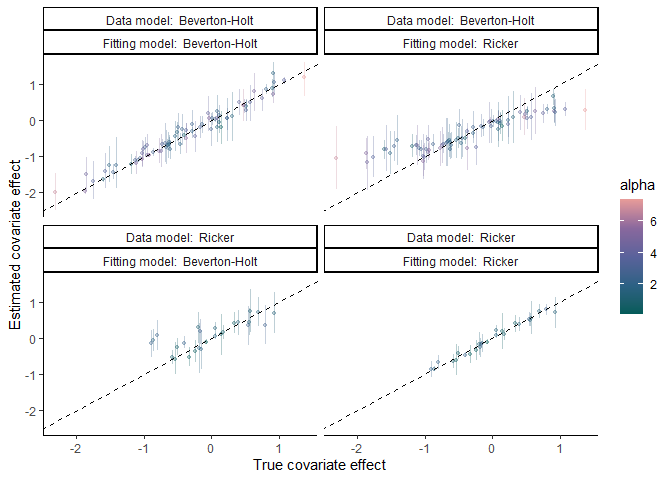 Data model: Beverton-Holt
Data model: Beverton-Holt
Fitting model: Beverton-Holt
Fitting model: Ricker
1
0
-1
-2
Data model: Ricker
Data model: Ricker
Fitting model: Beverton-Holt
Fitting model: Ricker
1
0
-1
-2
-2
-1
0
1
-2
-1
0
1
True covariate effect
Estimated covariate effect
alpha
6
4
2